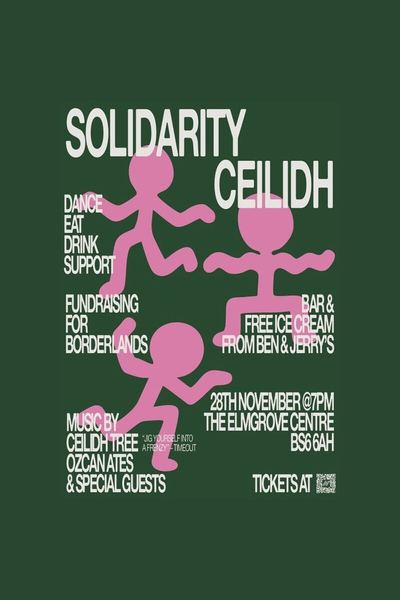 SOLIDARITY
CEILIDH
DANCE
EAT
DRINK
SUPPORT
FUNDRAISING
FOR
BORDERLANDS
BAR &
FREE ICE CREAM
FROM BEN & JERRY'S
28TH NOVEMBER @7PM
THE ELMGROVE CENTRE
BS6 6AH
MUSIC BY
CEILIDH TREE
OZCAN ATES
& SPECIAL GUESTS
"JIG YOURSELF INTO
A FRENZY" - TIMEOUT
TICKETS AT